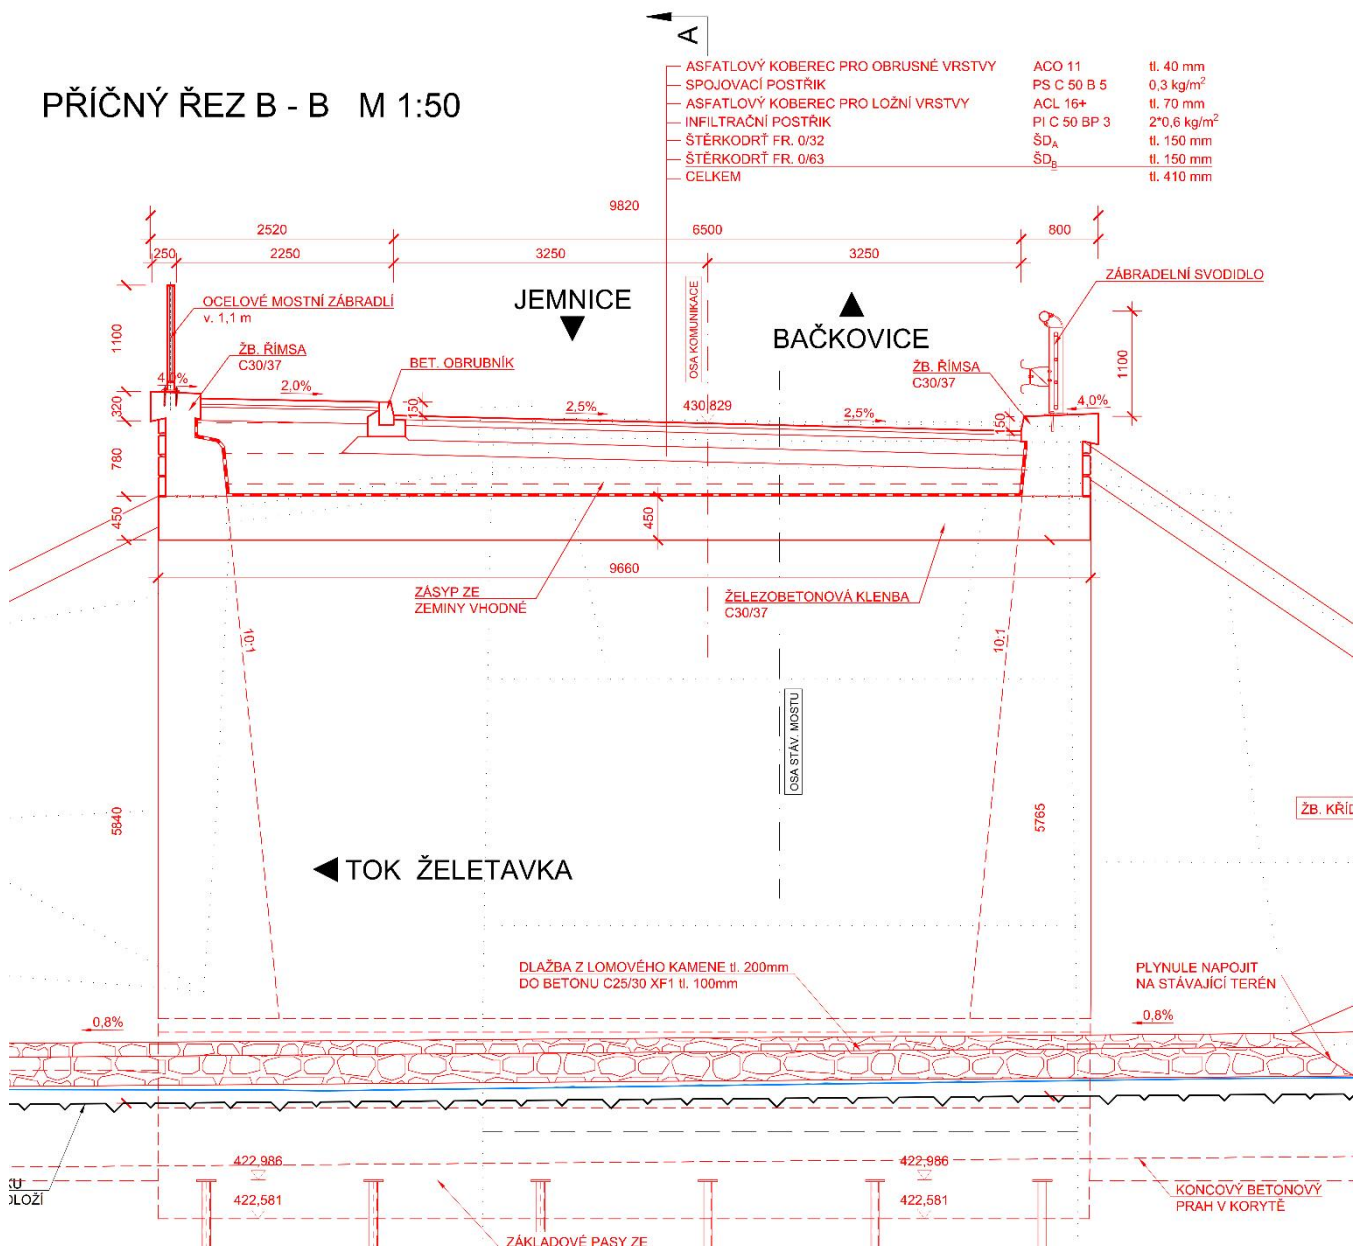 A
PŘÍČNÝ ŘEZ B - B M 1:50
ASFATLOVÝ KOBEREC PRO OBRUSNÉ VRSTVY ACO 11 tl. 40 mm
SPOJOVACÍ POSTŘIK PS C 50 B 5 0,3 kg/m²
ASFATLOVÝ KOBEREC PRO LOŽNÍ VRSTVY ACL 16+ tl. 70 mm
INFILTRAČNÍ POSTŘIK PI C 50 BP 3 2*0,6 kg/m²
ŠTĚRKODRŤ FR. 0/32 ŠDA tl. 150 mm
ŠTĚRKODRŤ FR. 0/63 ŠDB tl. 150 mm
CELKEM tl. 410 mm
9820
2520 6500 800
250 2250 3250 3250
ZÁBRADELNÍ SVODIDLO
OCELOVÉ MOSTNÍ ZÁBRADLÍ
v. 1,1 m
JEMNICE
BAČKOVICE
OSA KOMUNIKACE
1100
1100
ŽB. ŘÍMSA
C30/37
BET. OBRUBNÍK
ŽB. ŘÍMSA
C30/37
2,0%
320
150
2,5%
430,829
2,5%
150
4,0%
780
450
450
9660
ZÁSYP ZE
ZEMINY VHODNÉ
ŽELEZOBETONOVÁ KLENBA
C30/37
10:1
10:1
OSA STÁV. MOSTU
5840
5765
ŽB. KŘÍD
TOK ŽELETAVKA
DLAŽBA Z LOMOVÉHO KAMENE tl. 200mm
DO BETONU C25/30 XF1 tl. 100mm
PLYNULE NAPOJIT
NA STÁVAJÍCÍ TERÉN
0,8%
0,8%
422,986
422,986
422,581
422,581
KONCOVÝ BETONOVÝ
PRAH V KORYTĚ
ZÁKLADOVÉ PASY ZE